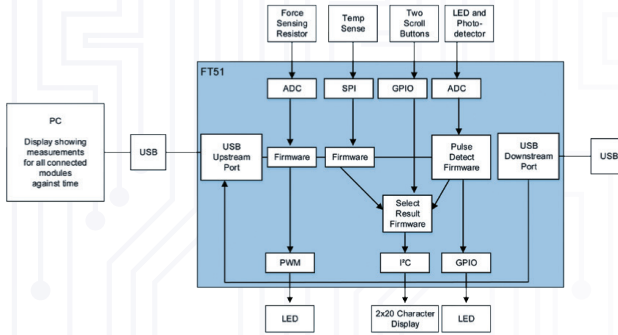 Force
Sensing
Resistor
Temp
Sense
Two
Scroll
Buttons
LED and
Photo-
detector
FT51
ADC
SPI
GPIO
ADC
PC
Display showing
measurements
for all connected
modules
against time
USB
USB
Upstream
Port
Firmware
Firmware
Pulse
Detect
Firmware
USB
Downstream
Port
USB
Select
Result
Firmware
PWM
I²C
GPIO
LED
2x20 Character
Display
LED